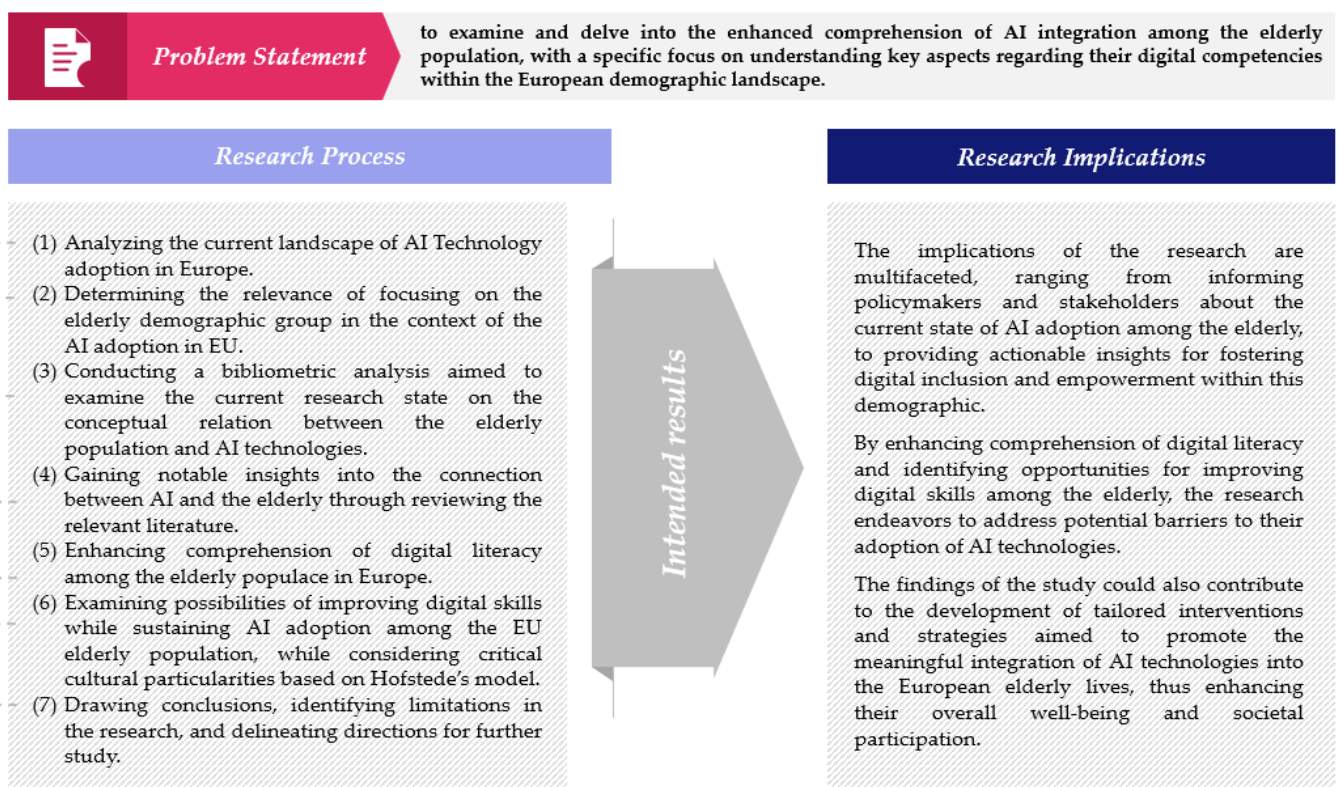 Problem Statement
to examine and delve into the enhanced comprehension of AI integration among the elderly
population, with a specific focus on understanding key aspects regarding their digital competencies
within the European demographic landscape.
Research Process
(1) Analyzing the current landscape of AI Technology
adoption in Europe.
(2) Determining the relevance of focusing on the
elderly demographic group in the context of the
AI adoption in EU.
(3) Conducting a bibliometric analysis aimed to
examine the current research state on the
conceptual relation between the elderly
population and AI technologies.
(4) Gaining notable insights into the connection
between AI and the elderly through reviewing the
relevant literature.
(5) Enhancing comprehension of digital literacy
among the elderly populace in Europe.
(6) Examining possibilities of improving digital skills
while sustaining AI adoption among the EU
elderly population, while considering critical
cultural particularities based on Hofstede's model.
(7) Drawing conclusions, identifying limitations in
the research, and delineating directions for further
study.
Intended results
Research Implications
The implications of the research are
multifaceted, ranging from informing
policymakers and stakeholders about the
current state of AI adoption among the elderly,
to providing actionable insights for fostering
digital inclusion and empowerment within this
demographic.
By enhancing comprehension of digital literacy
and identifying opportunities for improving
digital skills among the elderly, the research
endeavors to address potential barriers to their
adoption of AI technologies.
The findings of the study could also contribute
to the development of tailored interventions
and strategies aimed to promote the
meaningful integration of AI technologies into
the European elderly lives, thus enhancing
their overall well-being and societal
participation.